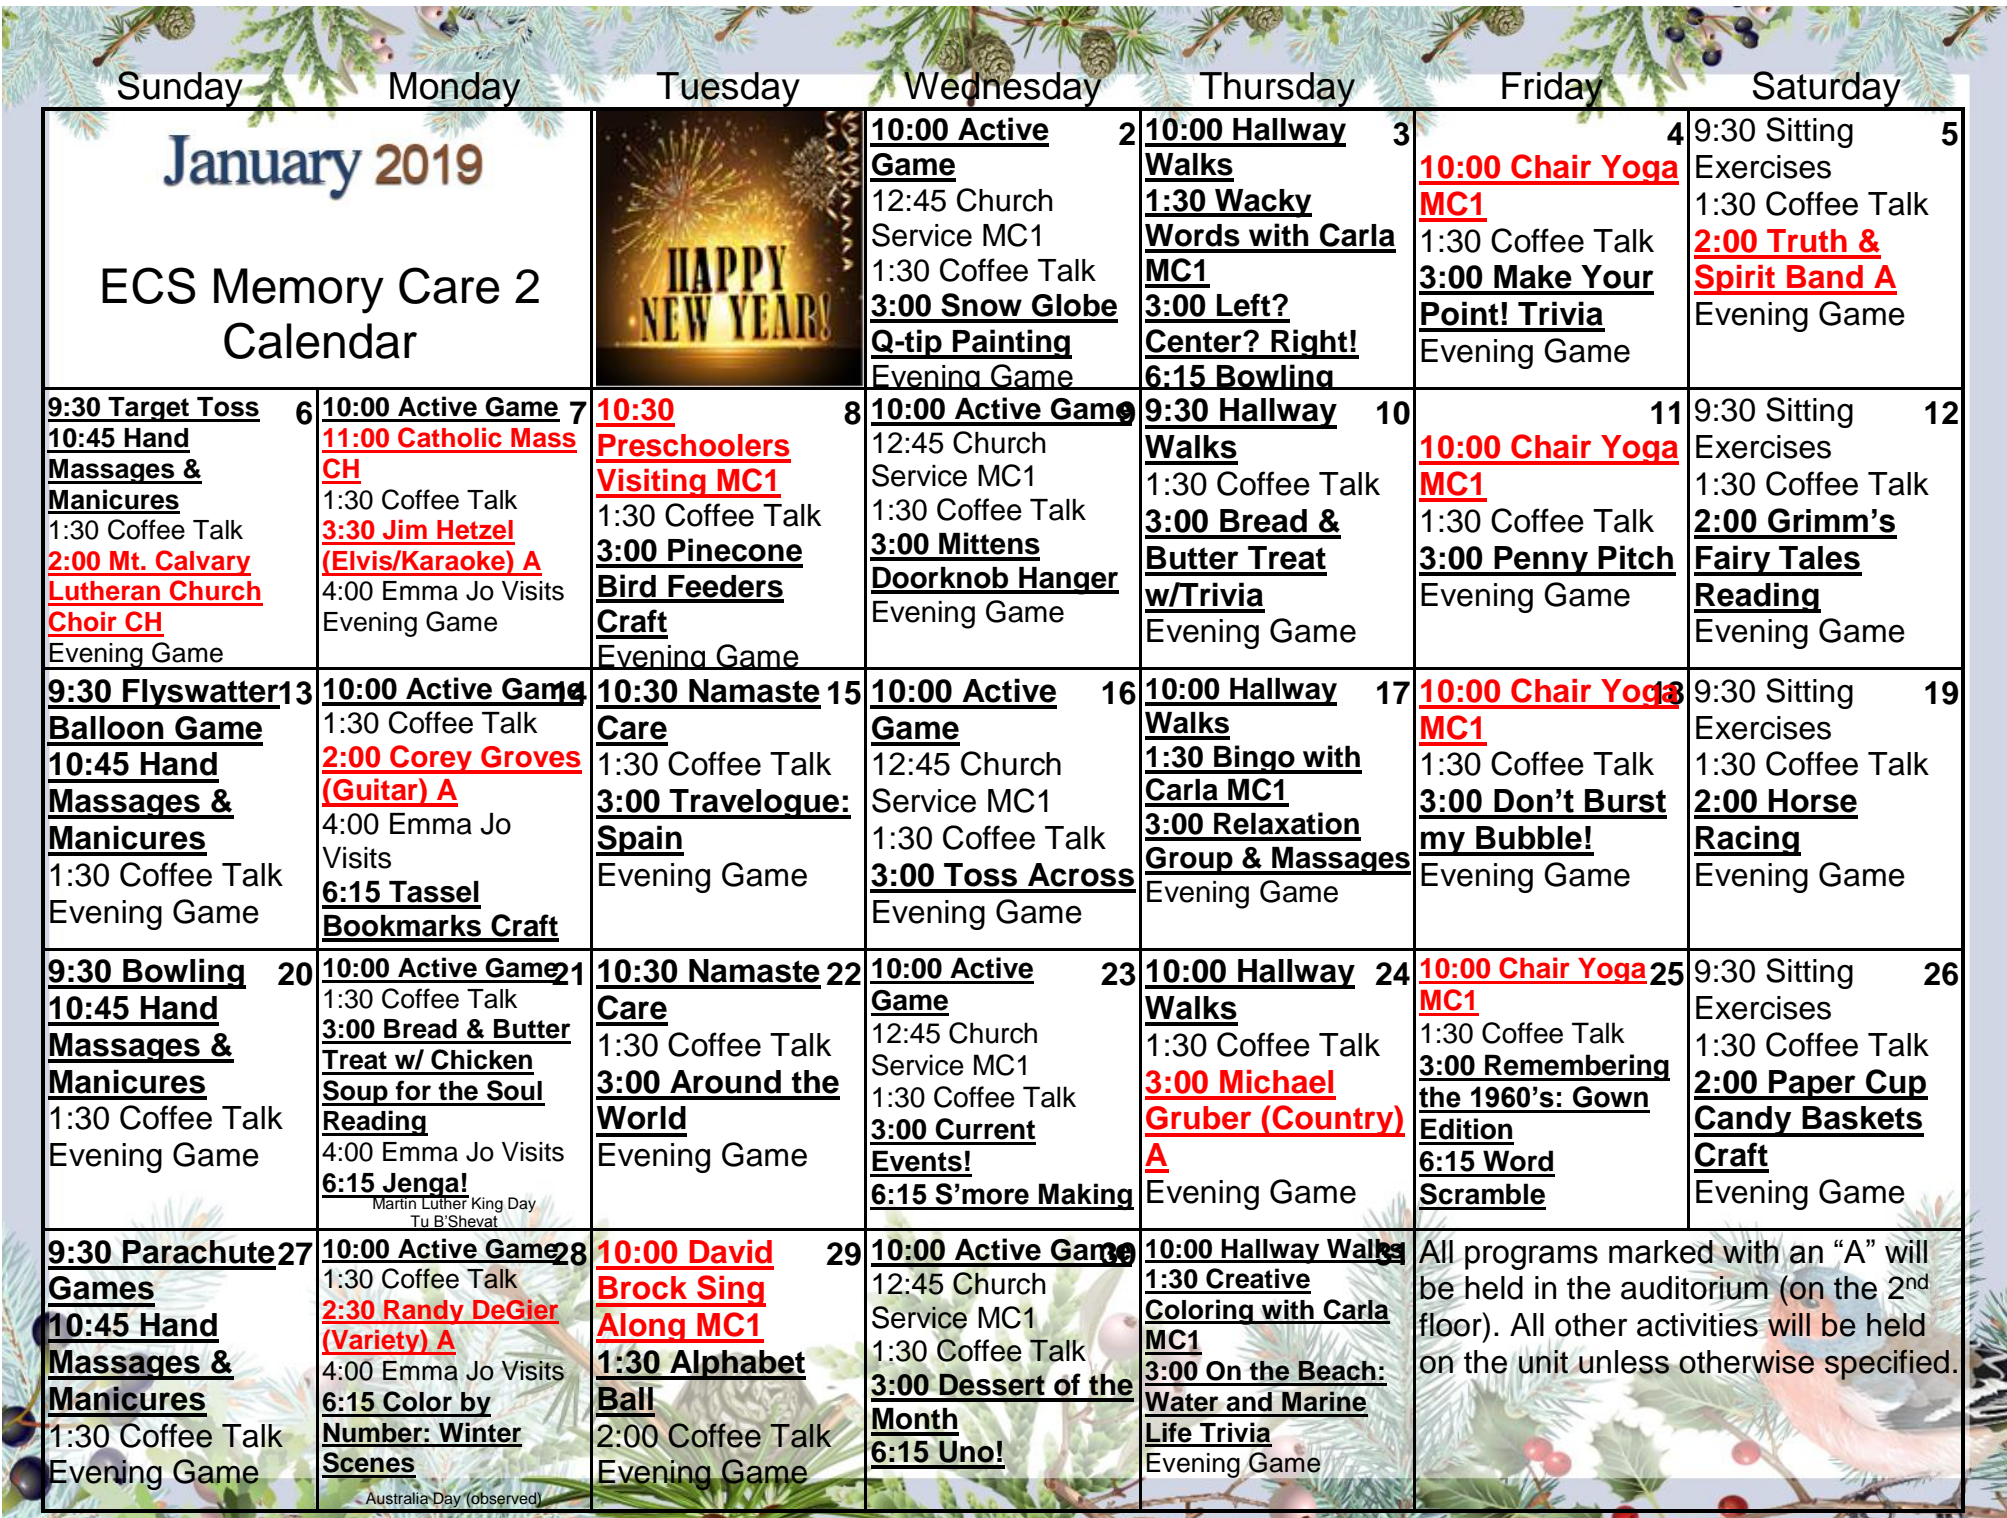 Sunday Monday Tuesday Wednesday Thursday Friday Saturday
January 2019
ECS Memory Care 2
Calendar
HAPPY
NEW YEAR!
2
10:00 Active
Game
12:45 Church
Service MC1
1:30 Coffee Talk
3:00 Snow Globe
Q-tip Painting
Evening Game
3
10:00 Hallway
Walks
1:30 Wacky
Words with Carla
MC1
3:00 Left?
Center? Right!
6:15 Bowling
4
10:00 Chair Yoga
MC1
1:30 Coffee Talk
3:00 Make Your
Point! Trivia
Evening Game
5
9:30 Sitting
Exercises
1:30 Coffee Talk
2:00 Truth &
Spirit Band A
Evening Game
6
9:30 Target Toss
10:45 Hand
Massages &
Manicures
1:30 Coffee Talk
2:00 Mt. Calvary
Lutheran Church
Choir CH
Evening Game
7
10:00 Active Game
11:00 Catholic Mass
CH
1:30 Coffee Talk
3:30 Jim Hetzel
(Elvis/Karaoke) A
4:00 Emma Jo Visits
Evening Game
8
10:30
Preschoolers
Visiting MC1
1:30 Coffee Talk
3:00 Pinecone
Bird Feeders
Craft
Evening Game
9
10:00 Active Game
12:45 Church
Service MC1
1:30 Coffee Talk
3:00 Mittens
Doorknob Hanger
Evening Game
10
9:30 Hallway
Walks
1:30 Coffee Talk
3:00 Bread &
Butter Treat
w/Trivia
Evening Game
11
10:00 Chair Yoga
MC1
1:30 Coffee Talk
3:00 Penny Pitch
Evening Game
12
9:30 Sitting
Exercises
1:30 Coffee Talk
2:00 Grimm’s
Fairy Tales
Reading
Evening Game
13
9:30 Flyswatter
Balloon Game
10:45 Hand
Massages &
Manicures
1:30 Coffee Talk
Evening Game
14
10:00 Active Game
1:30 Coffee Talk
2:00 Corey Groves
(Guitar) A
4:00 Emma Jo
Visits
6:15 Tassel
Bookmarks Craft
15
10:30 Namaste
Care
1:30 Coffee Talk
3:00 Travelogue:
Spain
Evening Game
16
10:00 Active
Game
12:45 Church
Service MC1
1:30 Coffee Talk
3:00 Toss Across
Evening Game
17
10:00 Hallway
Walks
1:30 Bingo with
Carla MC1
3:00 Relaxation
Group & Massages
Evening Game
18
10:00 Chair Yoga
MC1
1:30 Coffee Talk
3:00 Don’t Burst
my Bubble!
Evening Game
19
9:30 Sitting
Exercises
1:30 Coffee Talk
2:00 Horse
Racing
Evening Game
20
9:30 Bowling
10:45 Hand
Massages &
Manicures
1:30 Coffee Talk
Evening Game
21
10:00 Active Game
1:30 Coffee Talk
3:00 Bread & Butter
Treat w/ Chicken
Soup for the Soul
Reading
4:00 Emma Jo Visits
6:15 Jenga!
Martin Luther King Day
Tu B’Shevat
22
10:30 Namaste
Care
1:30 Coffee Talk
3:00 Around the
World
Evening Game
23
10:00 Active
Game
12:45 Church
Service MC1
1:30 Coffee Talk
3:00 Current
Events!
6:15 S’more Making
24
10:00 Hallway
Walks
1:30 Coffee Talk
3:00 Michael
Gruber (Country)
A
Evening Game
25
10:00 Chair Yoga
MC1
1:30 Coffee Talk
3:00 Remembering
the 1960’s: Gown
Edition
6:15 Word
Scramble
26
9:30 Sitting
Exercises
1:30 Coffee Talk
2:00 Paper Cup
Candy Baskets
Craft
Evening Game
27
9:30 Parachute
Games
10:45 Hand
Massages &
Manicures
1:30 Coffee Talk
Evening Game
28
10:00 Active Game
1:30 Coffee Talk
2:30 Randy DeGier
(Variety) A
4:00 Emma Jo Visits
6:15 Color by
Number: Winter
Scenes
Australia Day (observed)
29
10:00 David
Brock Sing
Along MC1
1:30 Alphabet
Ball
2:00 Coffee Talk
Evening Game
30
10:00 Active Game
12:45 Church
Service MC1
1:30 Coffee Talk
3:00 Dessert of the
Month
6:15 Uno!
31
10:00 Hallway Walks
1:30 Creative
Coloring with Carla
MC1
3:00 On the Beach:
Water and Marine
Life Trivia
Evening Game
All programs marked with an “A” will
be held in the auditorium (on the 2nd
floor). All other activities will be held
on the unit unless otherwise specified.